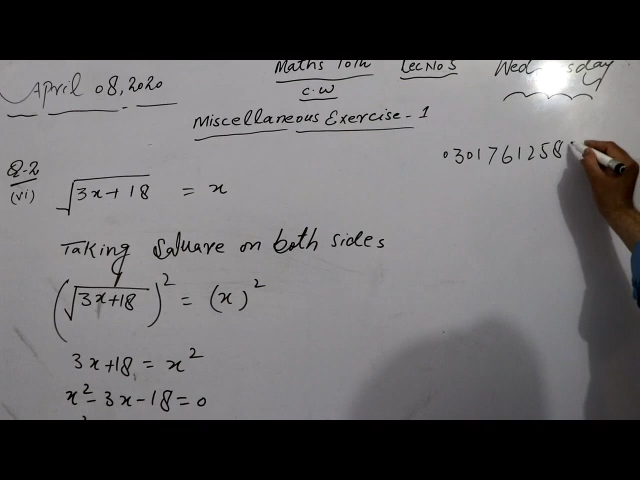 April 08, 2020
Maths 10th
Lec No 5
C.W
Miscellaneous Exercise - 1
Q-2
(vi)
√3x+18 = x
0301761258
Taking Square on both sides
(√3x+18)² = (x)²
3x+18 = x²
x² - 3x - 18 = 0